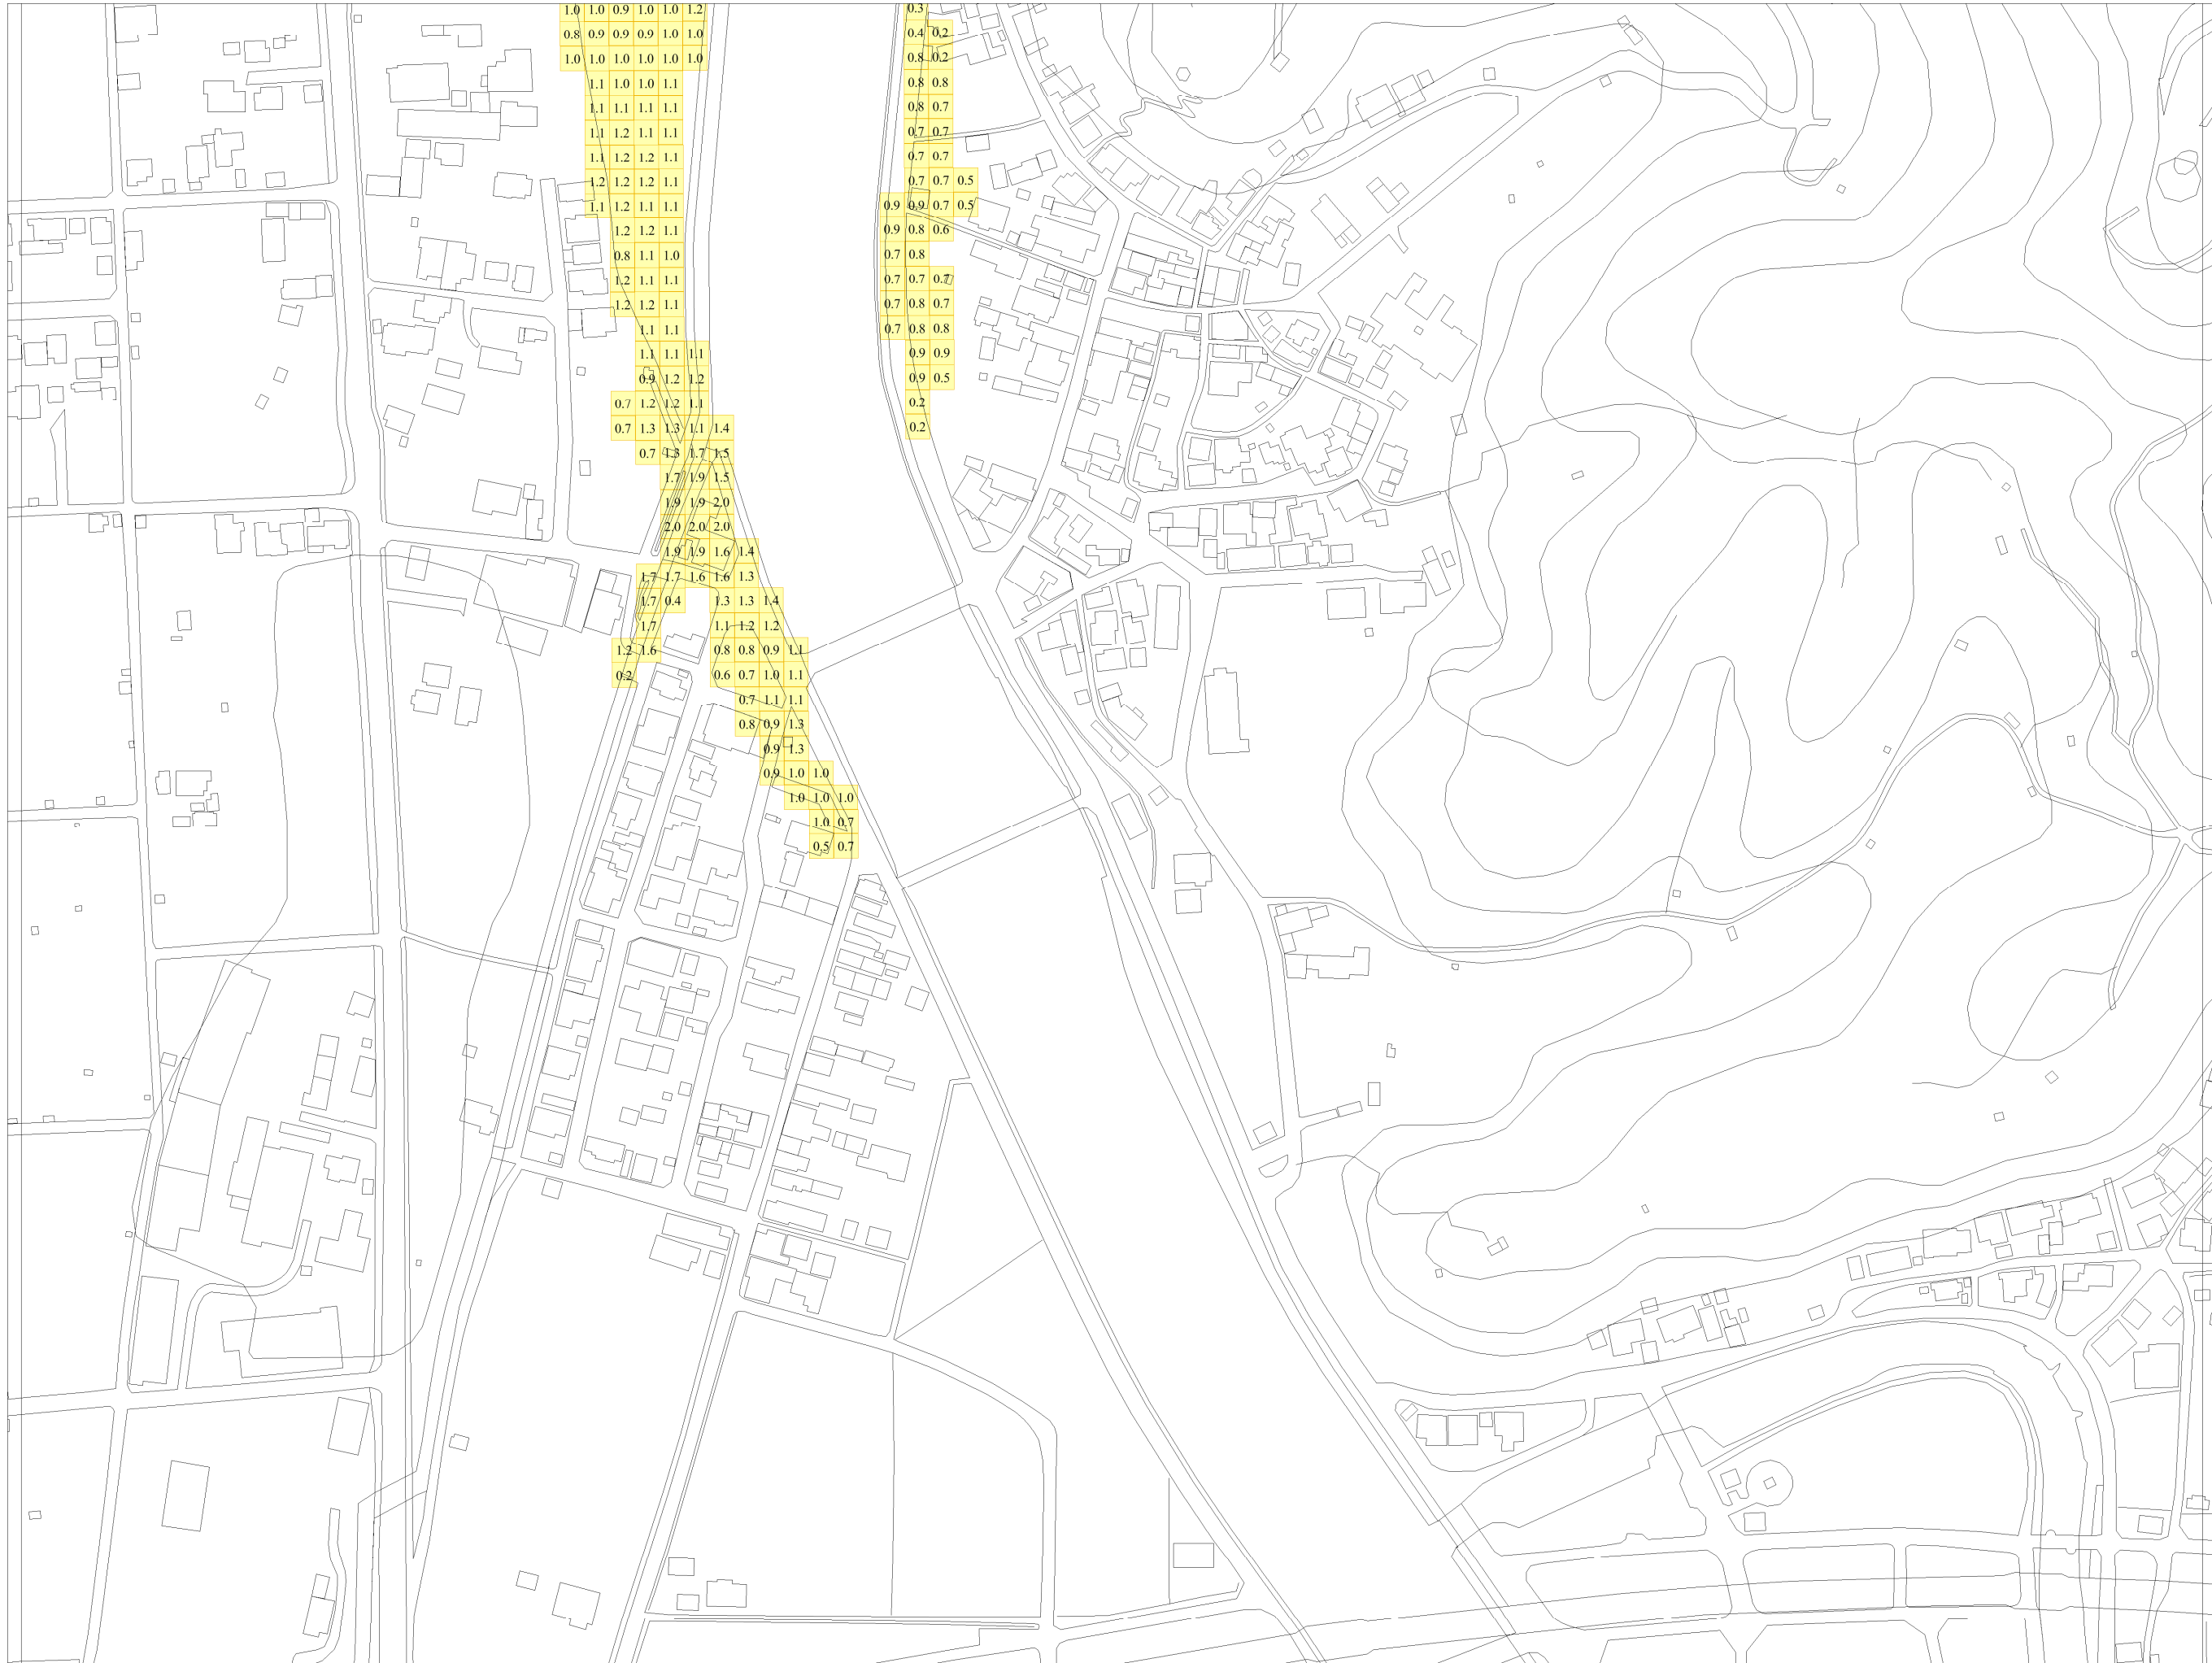 1.0 1.0 0.9 1.0 1.0 1.2 0.3
0.8 0.9 0.9 0.9 1.0 1.0 0.4 0.2
1.0 1.0 1.0 1.0 1.0 1.0 0.8 0.2
1.1 1.0 1.0 1.1 0.8 0.8
1.1 1.1 1.1 1.1 0.8 0.7
1.1 1.2 1.1 1.1 0.7 0.7
1.1 1.2 1.2 1.1 0.7 0.7
1.2 1.2 1.2 1.1 0.7 0.7 0.5
1.1 1.2 1.1 1.1 0.9 0.9 0.7 0.5
1.2 1.2 1.1 0.9 0.8 0.6
0.8 1.1 1.0 0.7 0.8
1.2 1.1 1.1 0.7 0.7 0.7
1.2 1.2 1.1 0.7 0.8 0.7
1.1 1.1 0.7 0.8 0.8
1.1 1.1 1.1 0.9 0.9
0.9 1.2 1.2 0.9 0.5
0.7 1.2 1.2 1.1 0.2
0.7 1.3 1.3 1.1 1.4 0.2
0.7 1.3 1.7 1.5
1.7 1.9 1.5
1.9 1.9 2.0
2.0 2.0 2.0
1.9 1.9 1.6 1.4
1.7 1.7 1.6 1.6 1.3
1.7 0.4 1.3 1.3 1.4
1.7 1.1 1.2 1.2
1.2 1.6 0.8 0.8 0.9 1.1
0.2 0.6 0.7 1.0 1.1
0.7 1.1 1.1
0.8 0.9 1.3
0.9 1.3
0.9 1.0 1.0
1.0 1.0 1.0
1.0 0.7
0.5 0.7